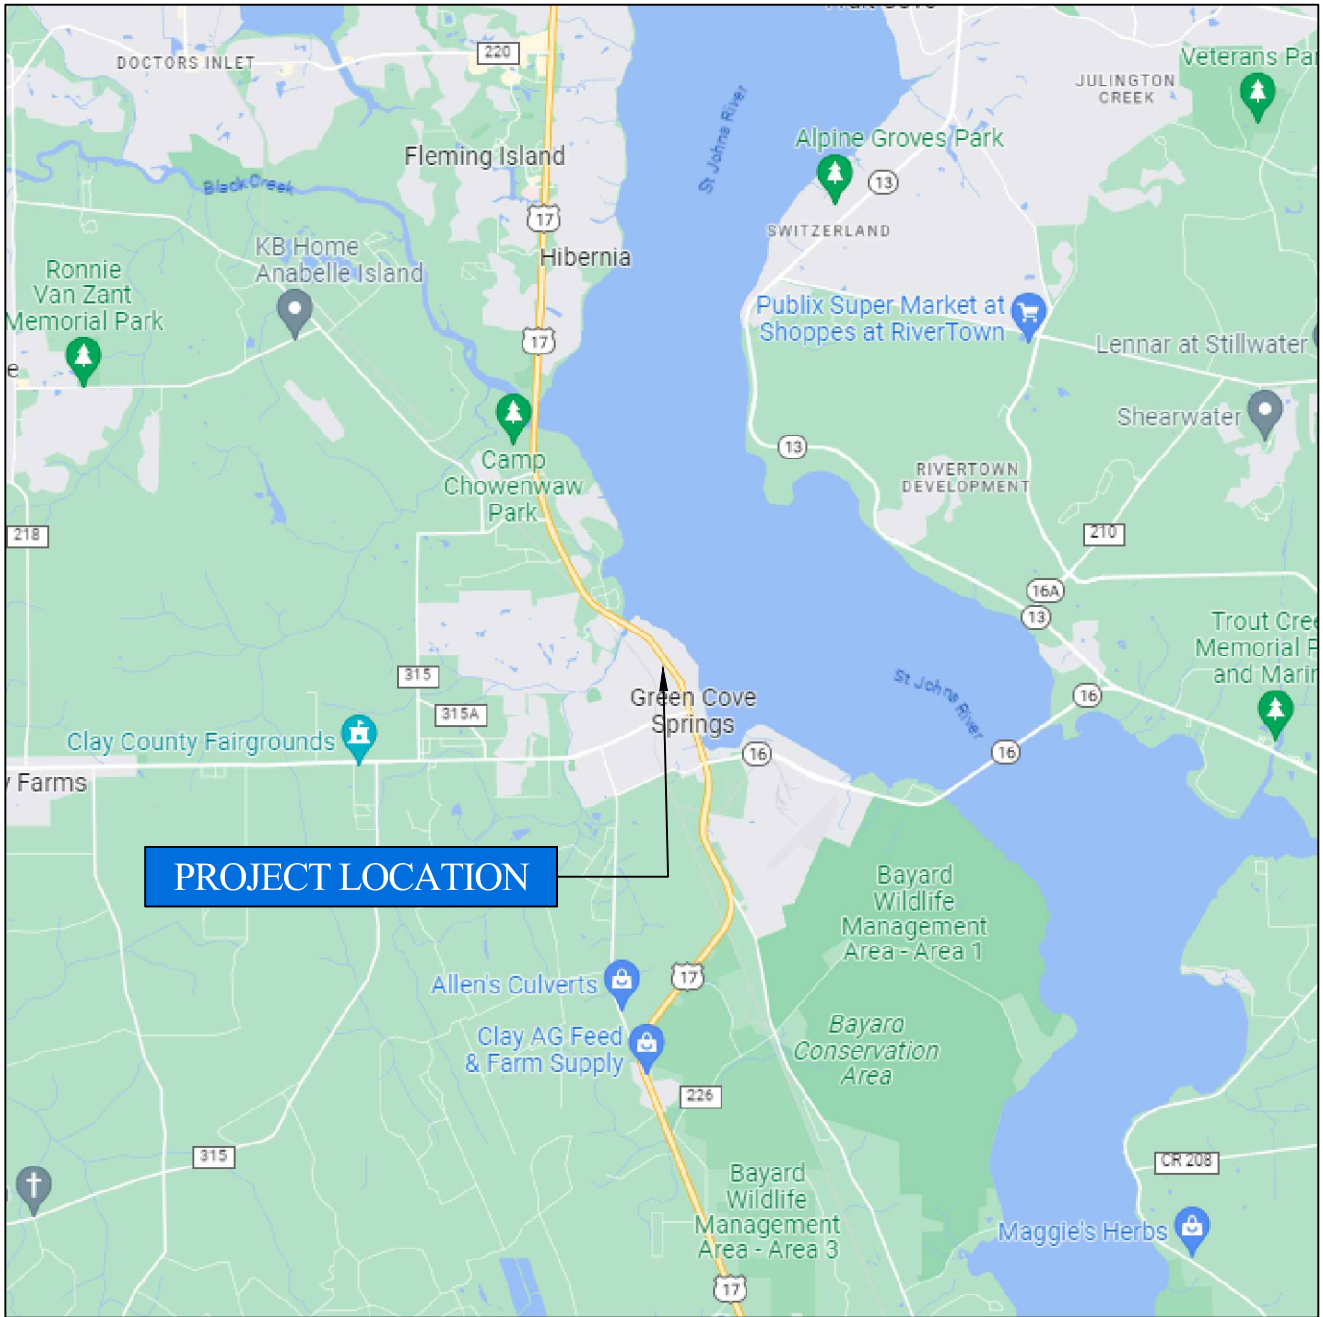 Fruit Cove
220
DOCTORS INLET
Veterans Par
JULINGTON
CREEK
St Johns River
Alpine Groves Park
Fleming Island
13
Black Creek
17
SWITZERLAND
KB Home
Anabelle Island
Hibernia
Ronnie
Van Zant
Memorial Park
Publix Super Market at
Shoppes at RiverTown
17
Lennar at Stillwater
e
Shearwater
13
Camp
Chowenwaw
Park
RIVERTOWN
DEVELOPMENT
218
210
16A
13
Trout Cree
Memorial P
and Marin
315
St Johns River
16
Green Cove
Springs
315A
Clay County Fairgrounds
16
16
y Farms
PROJECT LOCATION
Bayard
Wildlife
Management
Area - Area 1
17
Allen's Culverts
Bayard
Conservation
Area
Clay AG Feed
& Farm Supply
226
315
CR 208
Bayard
Wildlife
Management
Area - Area 3
Maggie's Herbs
17